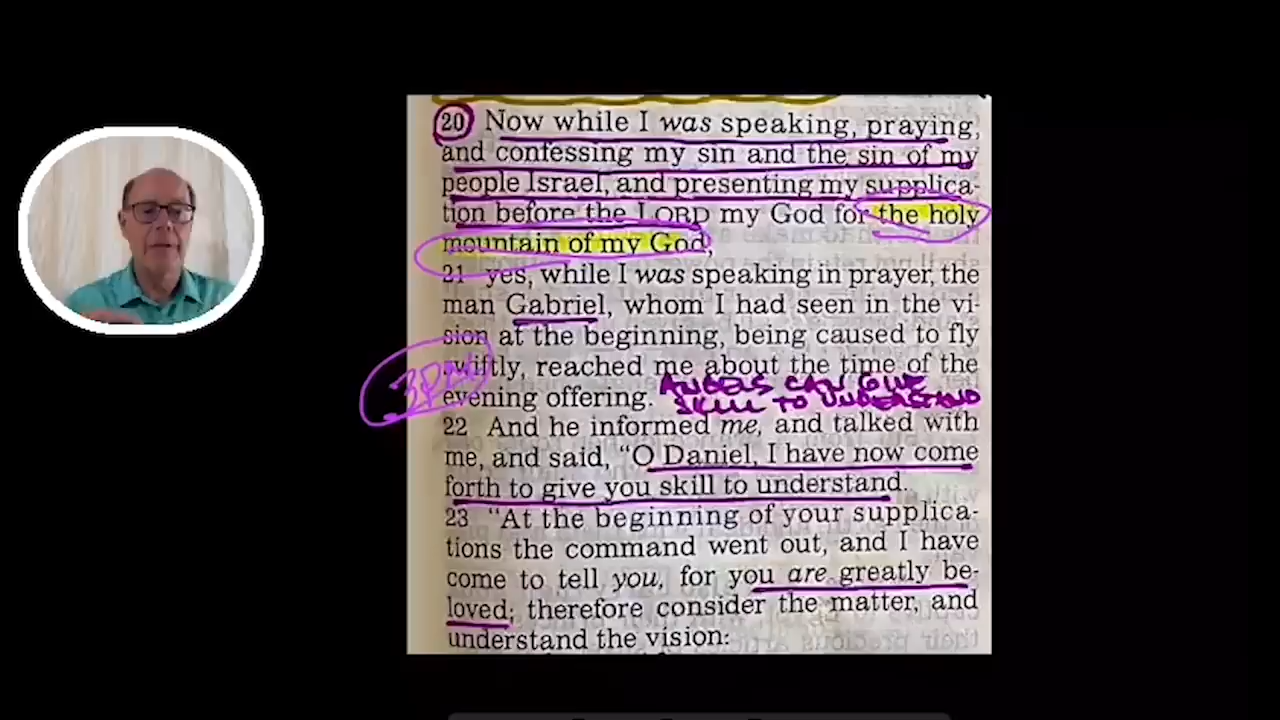 20 Now while I was speaking, praying,
and confessing my sin and the sin of my
people Israel, and presenting my supplica-
tion before the LORD my God for the holy
mountain of my God,
21 yes, while I was speaking in prayer, the
man Gabriel, whom I had seen in the vi-
sion at the beginning, being caused to fly
swiftly, reached me about the time of the
evening offering. ANGELS CAN GIVE
SKILL TO UNDERSTAND
22 And he informed me, and talked with
me, and said, “O Daniel, I have now come
forth to give you skill to understand.
23 “At the beginning of your supplica-
tions the command went out, and I have
come to tell you, for you are greatly be-
loved; therefore consider the matter, and
understand the vision: